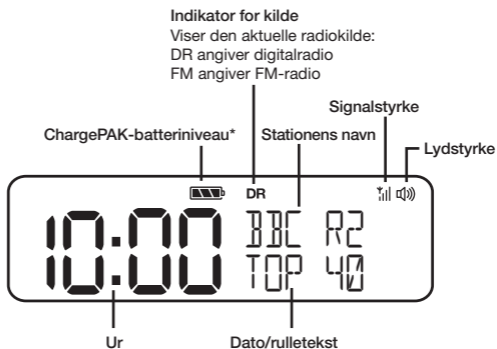 Indikator for kilde
Viser den aktuelle radiokilde:
DR angiver digitalradio
FM angiver FM-radio
Signalstyrke
ChargePAK-batteriniveau*
Stationens navn
Lydstyrke
DR
10:00
BBC R2
TOP 40
Ur
Dato/rulletekst